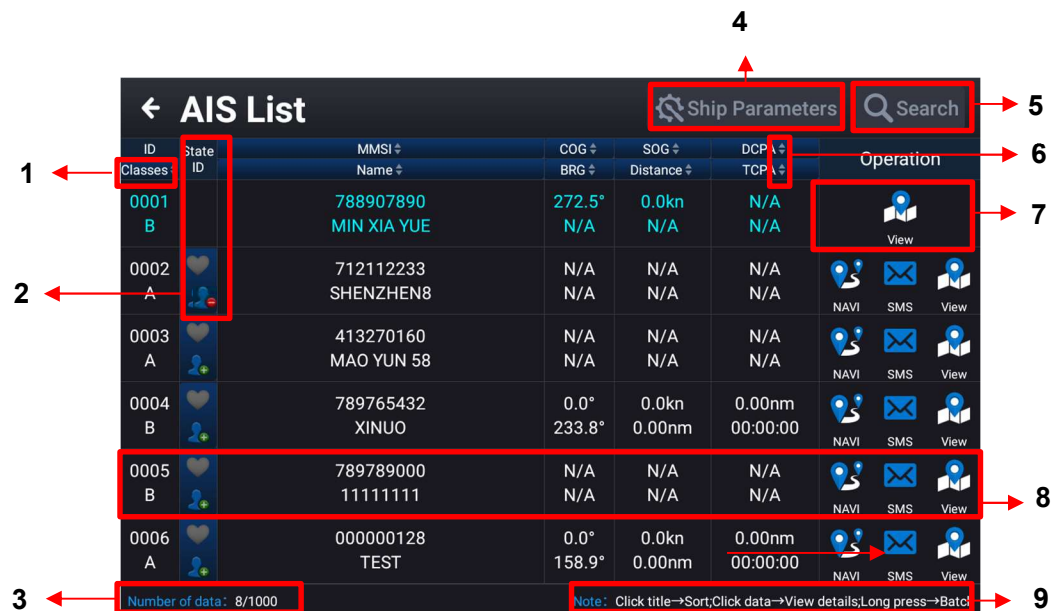 4
AIS List Ship Parameters Search 5
ID State MMSI COG SOG DCPA Operation 6
1 Classes ID Name BRG Distance TCPA
0001 788907890 272.5° 0.0kn N/A 7
B MIN XIA YUE N/A N/A N/A
View
0002 712112233 N/A N/A N/A
2 A SHENZHEN8 N/A N/A N/A
NAVI SMS View
0003 413270160 N/A N/A N/A
A MAO YUN 58 N/A N/A N/A
NAVI SMS View
0004 789765432 0.0° 0.0kn 0.00nm
B XINUO 233.8° 0.00nm 00:00:00
NAVI SMS View
0005 789789000 N/A N/A N/A
B 11111111 N/A N/A N/A 8
NAVI SMS View
0006 000000128 0.0° 0.0kn 0.00nm
A TEST 158.9° 0.00nm 00:00:00
NAVI SMS View
3 Number of data: 8/1000 Note: Click title→Sort;Click data→View details;Long press→Batch 9